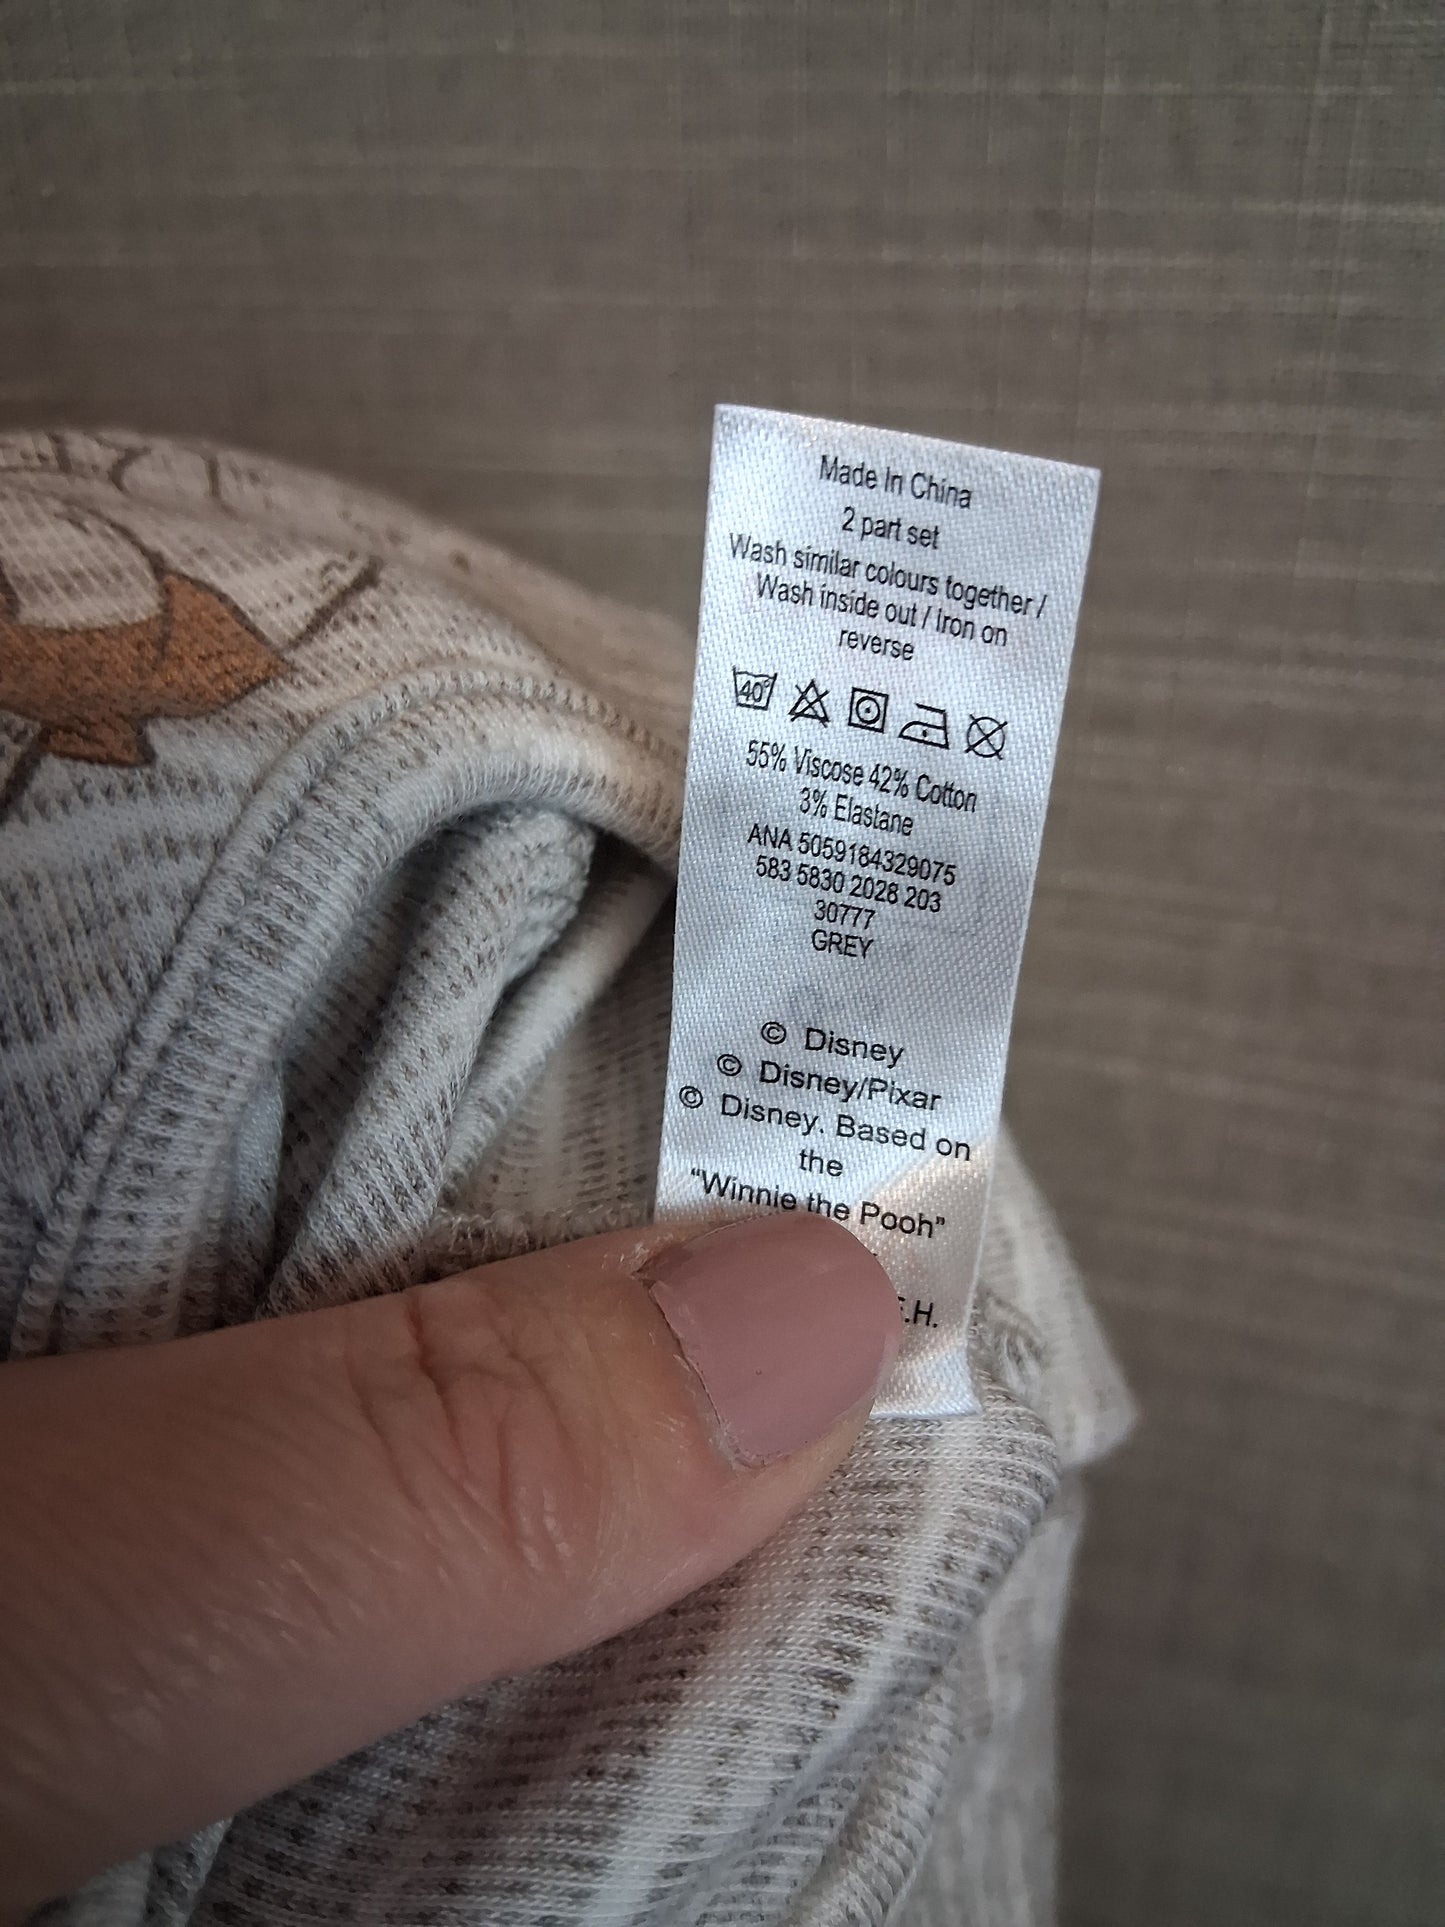 Made In China
2 part set
Wash similar colours together /
Wash inside out / Iron on
reverse
40°
55% Viscose 42% Cotton
3% Elastane
ANA 5059184329075
583 5830 2028 203
30777
GREY
© Disney
© Disney/Pixar
© Disney. Based on
the
“Winnie the Pooh”
.H.